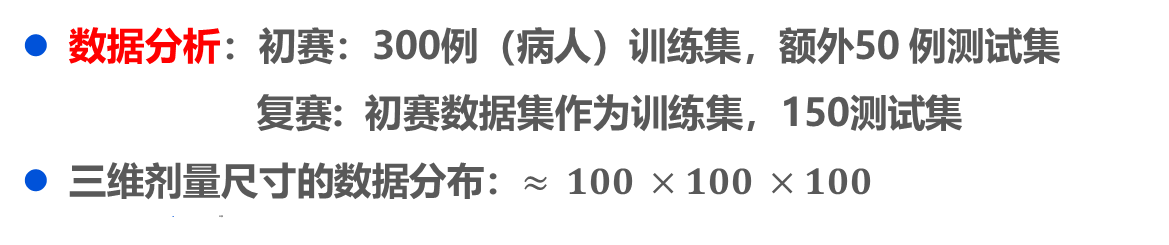 ● 数据分析：初赛：300例（病人）训练集，额外50 例测试集
复赛：初赛数据集作为训练集，150测试集
● 三维剂量尺寸的数据分布：≈ 100 × 100 × 100